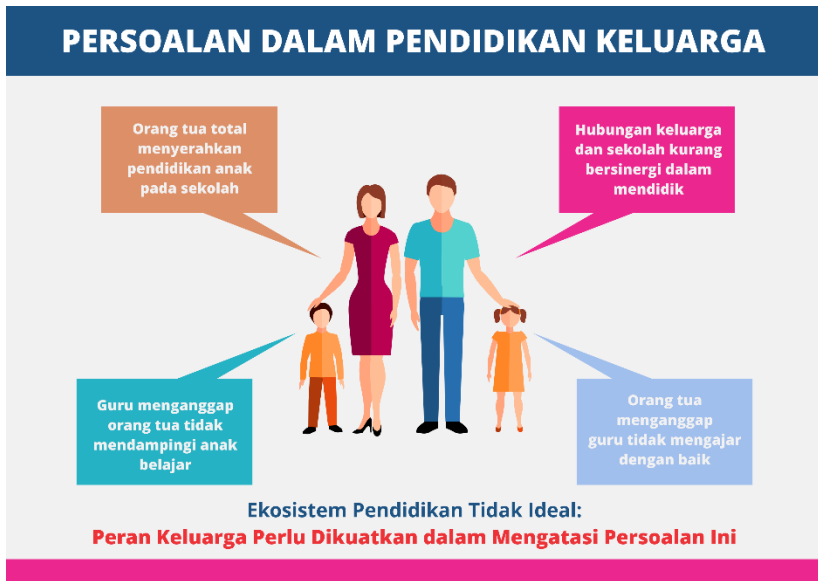 PERSOALAN DALAM PENDIDIKAN KELUARGA
Orang tua total
menyerahkan
pendidikan anak
pada sekolah
Hubungan keluarga
dan sekolah kurang
bersinergi dalam
mendidik
Guru menganggap
orang tua tidak
mendampingi anak
belajar
Orang tua
menganggap
guru tidak mengajar
dengan baik
Ekosistem Pendidikan Tidak Ideal:
Peran Keluarga Perlu Dikuatkan dalam Mengatasi Persoalan Ini